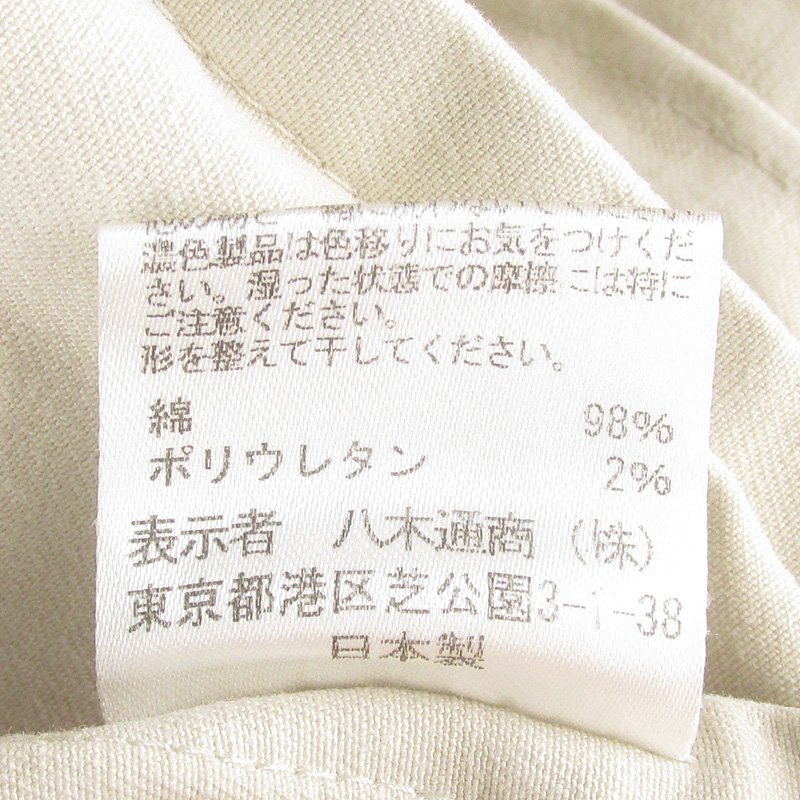 濃色製品は色移りにお気をつけくだ
さい。湿った状態での摩擦には特に
ご注意ください。
形を整えて干してください。
綿 98%
ポリウレタン 2%
表示者 八木通商(株)
東京都港区芝公園3-1-38
日本製